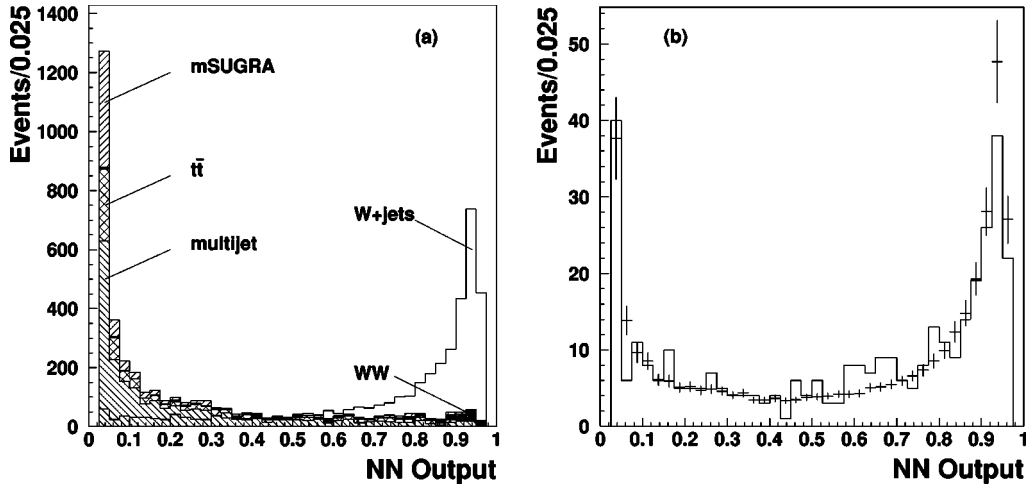 Events/0.025
1400
1200
1000
800
600
400
200
0
(a)
mSUGRA
tt̄
multijet
W+jets
WW
0 0.1 0.2 0.3 0.4 0.5 0.6 0.7 0.8 0.9 1
NN Output
Events/0.025
50
40
30
20
10
0
(b)
0.1 0.2 0.3 0.4 0.5 0.6 0.7 0.8 0.9 1
NN Output